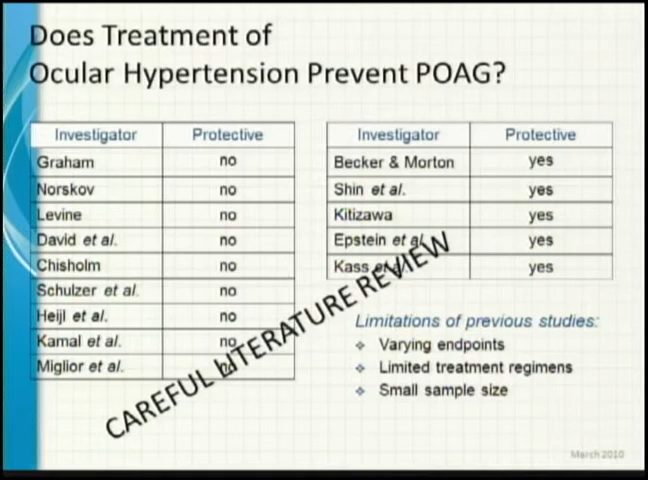 Does Treatment of
Ocular Hypertension Prevent POAG?
Investigator Protective
Graham no
Norskov no
Levine no
David et al. no
Chisholm no
Schulzer et al. no
Heijl et al. no
Kamal et al. no
Miglior et al. no
Investigator Protective
Becker & Morton yes
Shin et al. yes
Kitizawa yes
Epstein et al. yes
Kass et al. yes
CAREFUL LITERATURE REVIEW
Limitations of previous studies:
❖ Varying endpoints
❖ Limited treatment regimens
❖ Small sample size
March 2010